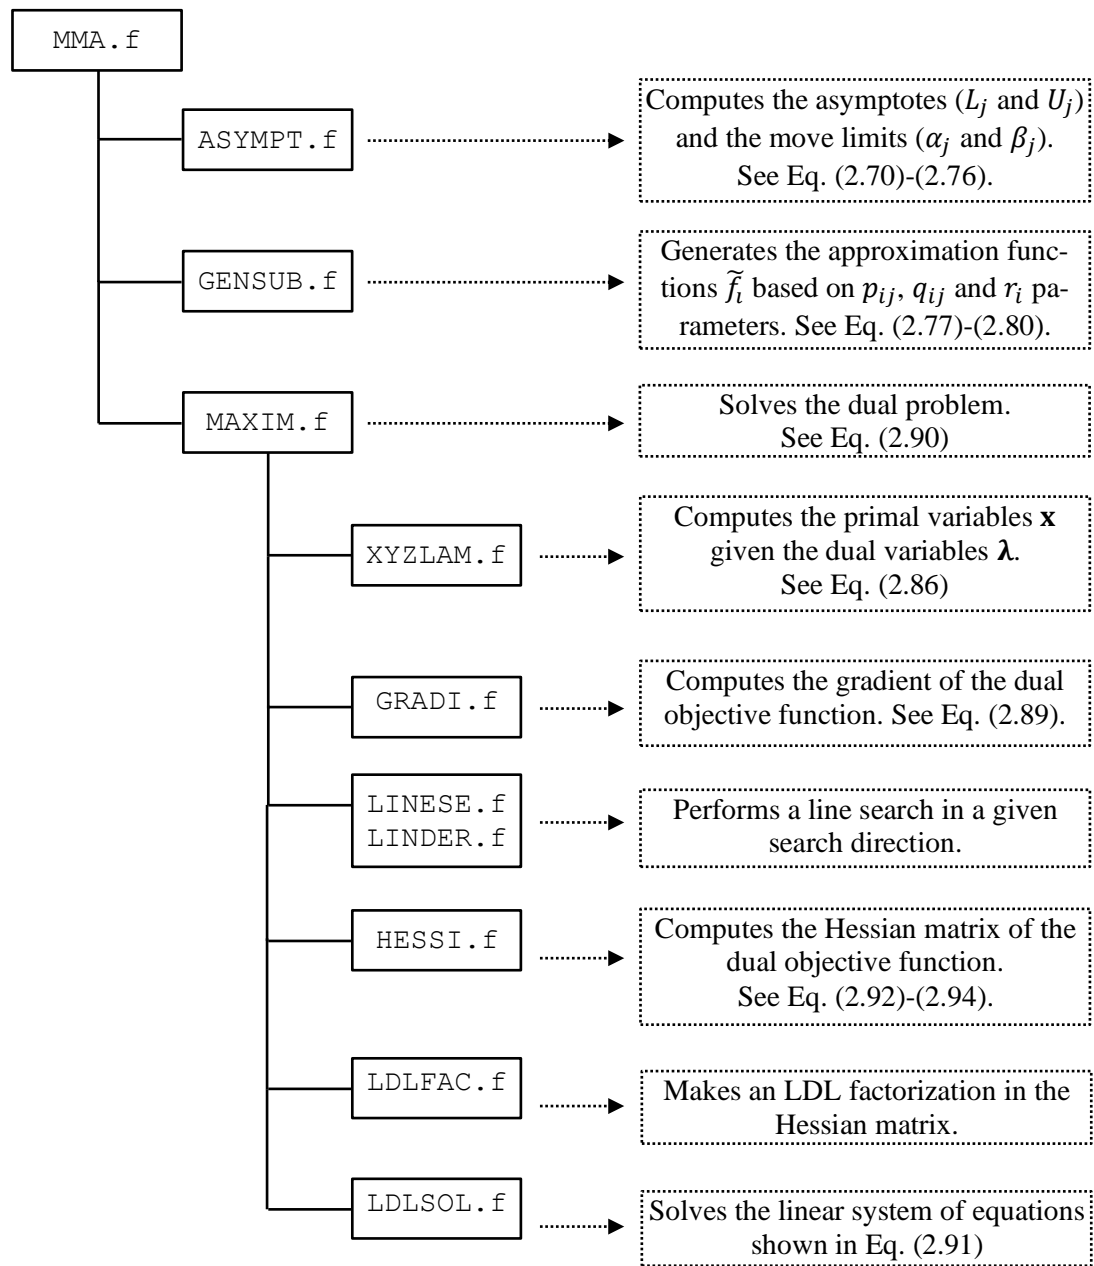 MMA.f
ASYMPT.f
Computes the asymptotes (𝐿𝑗 and 𝑈𝑗)
and the move limits (𝛼𝑗 and 𝛽𝑗).
See Eq. (2.70)-(2.76).
GENSUB.f
Generates the approximation func-
tions 𝑓̃𝑖 based on 𝑝𝑖𝑗, 𝑞𝑖𝑗 and 𝑟𝑖 pa-
rameters. See Eq. (2.77)-(2.80).
MAXIM.f
Solves the dual problem.
See Eq. (2.90)
XYZLAM.f
Computes the primal variables 𝐱
given the dual variables 𝛌.
See Eq. (2.86)
GRADI.f
Computes the gradient of the dual
objective function. See Eq. (2.89).
LINESE.f
LINDER.f
Performs a line search in a given
search direction.
HESSI.f
Computes the Hessian matrix of the
dual objective function.
See Eq. (2.92)-(2.94).
LDLFAC.f
Makes an LDL factorization in the
Hessian matrix.
LDLSOL.f
Solves the linear system of equations
shown in Eq. (2.91)